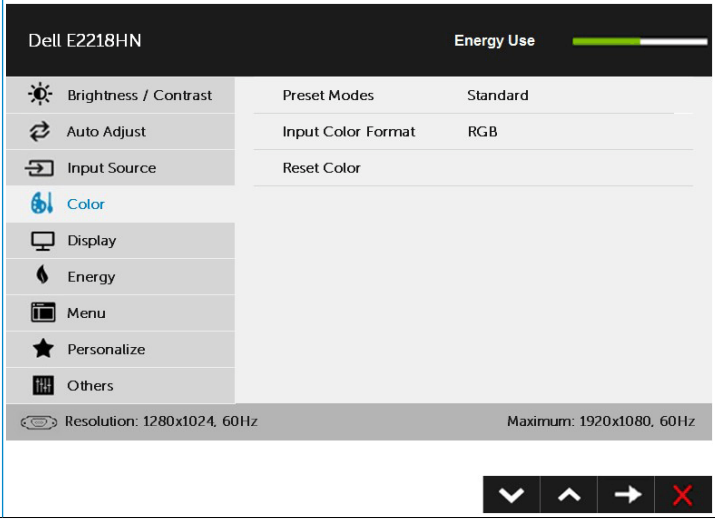 Dell E2218HN Energy Use
Brightness / Contrast Preset Modes Standard
Auto Adjust Input Color Format RGB
Input Source Reset Color
Color
Display
Energy
Menu
Personalize
Others
Resolution: 1280x1024, 60Hz Maximum: 1920x1080, 60Hz